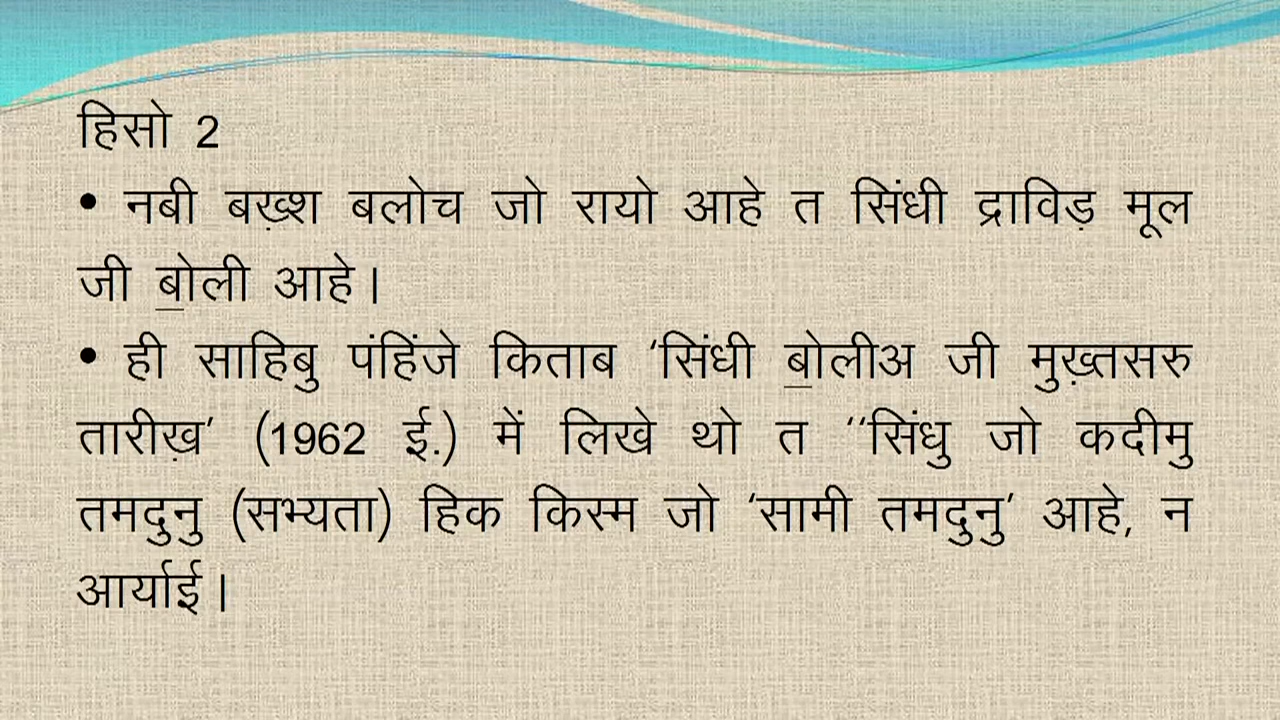 हिसो 2
• नबी बख़्श बलोच जो रायो आहे त सिंधी द्राविड़ मूल
जी ॿोली आहे।
• ही साहिबु पंहिंजे किताब ‘सिंधी ॿोलीअ जी मुख़्तसरु
तारीख़’ (1962 ई.) में लिखे थो त ‘‘सिंधु जो कदीमु
तमदुनु (सभ्यता) हिक किस्म जो ‘सामी तमदुनु’ आहे, न
आर्याई।